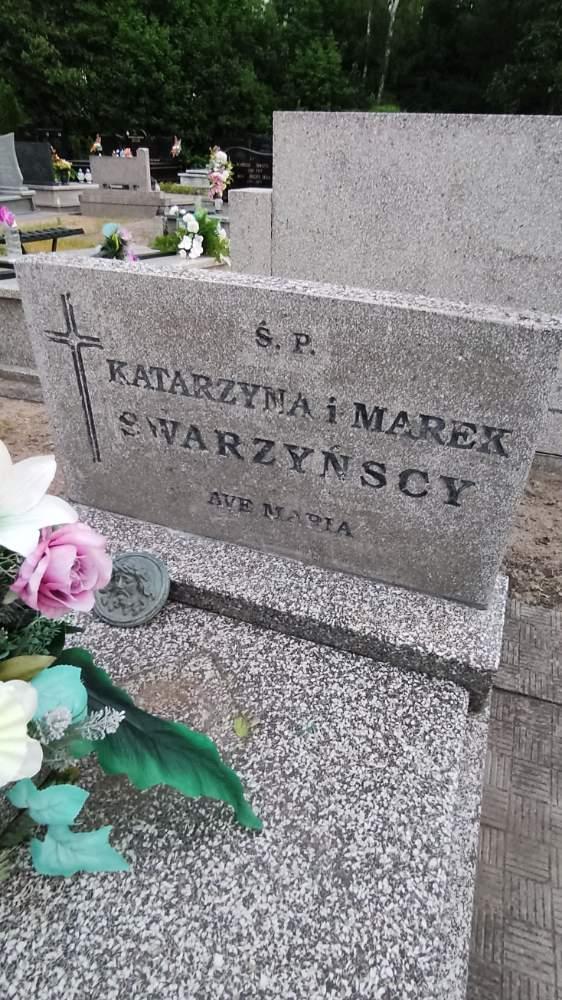 Ś. P.
KATARZYNA i MAREK
SWARZYŃSCY
AVE MARIA